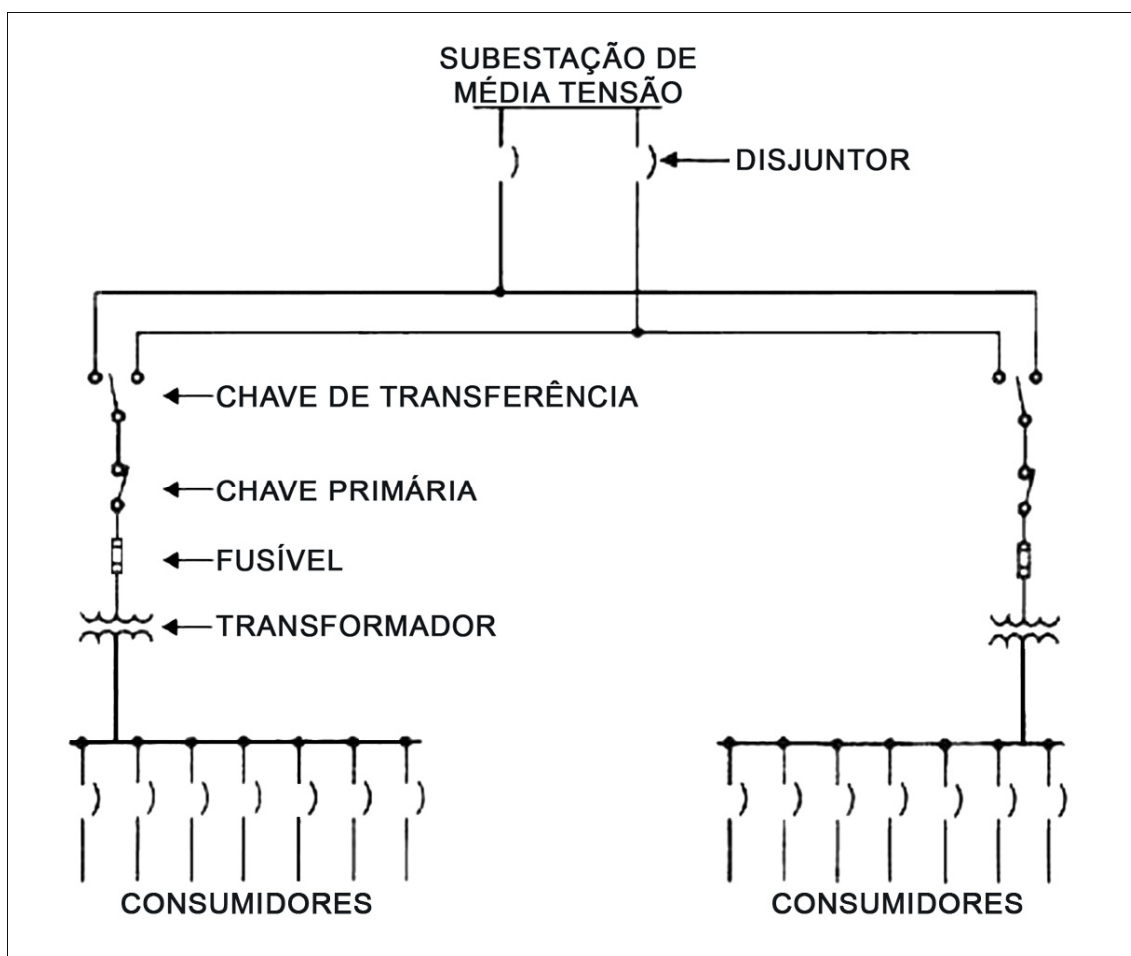 SUBESTAÇÃO DE
MÉDIA TENSÃO
DISJUNTOR
CHAVE DE TRANSFERÊNCIA
CHAVE PRIMÁRIA
FUSÍVEL
TRANSFORMADOR
CONSUMIDORES
CONSUMIDORES